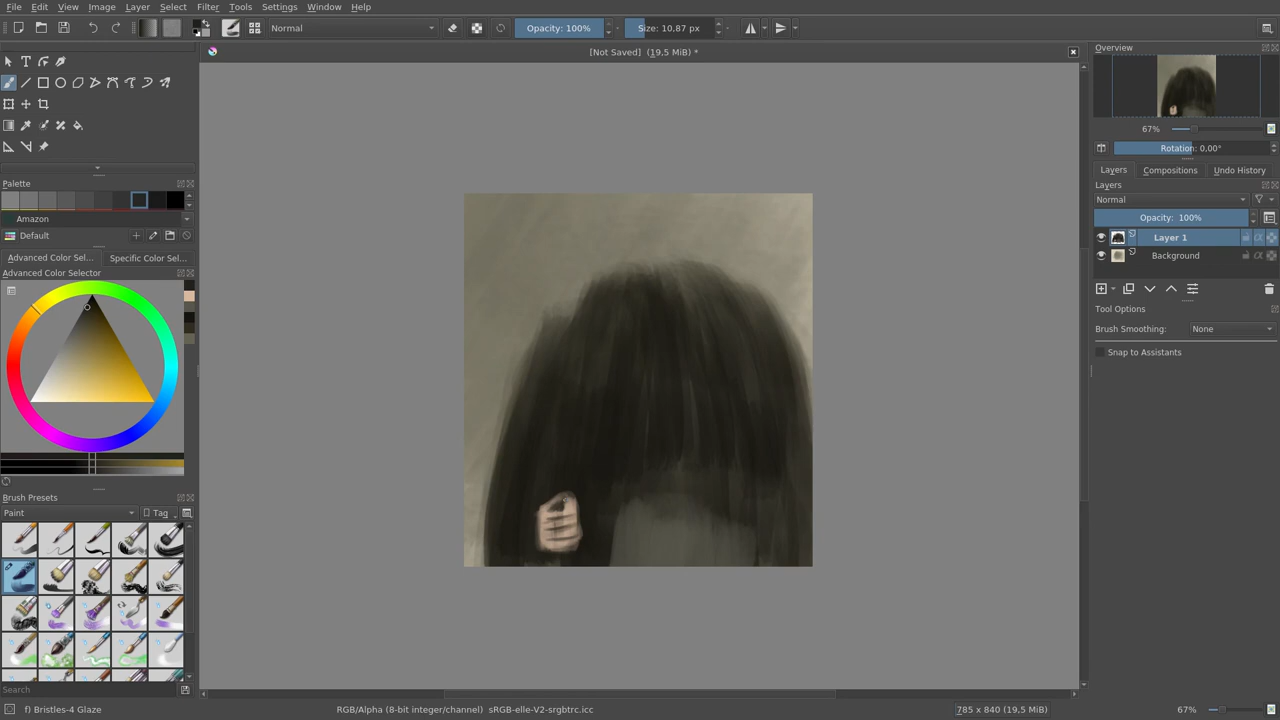 File Edit View Image Layer Select Filter Tools Settings Window Help
Normal Opacity: 100% Size: 10,87 px
[Not Saved] (19,5 MiB) *
Overview
67%
Rotation: 0,00°
Layers Compositions Undo History
Layers
Normal
Opacity: 100%
Layer 1
Background
Tool Options
Brush Smoothing: None
Snap to Assistants
Palette
Amazon
Default
Advanced Color Sel... Specific Color Sel...
Advanced Color Selector
Brush Presets
Paint Tag
Search
f) Bristles-4 Glaze RGB/Alpha (8-bit integer/channel) sRGB-elle-V2-srgbtrc.icc 785 x 840 (19,5 MiB) 67%